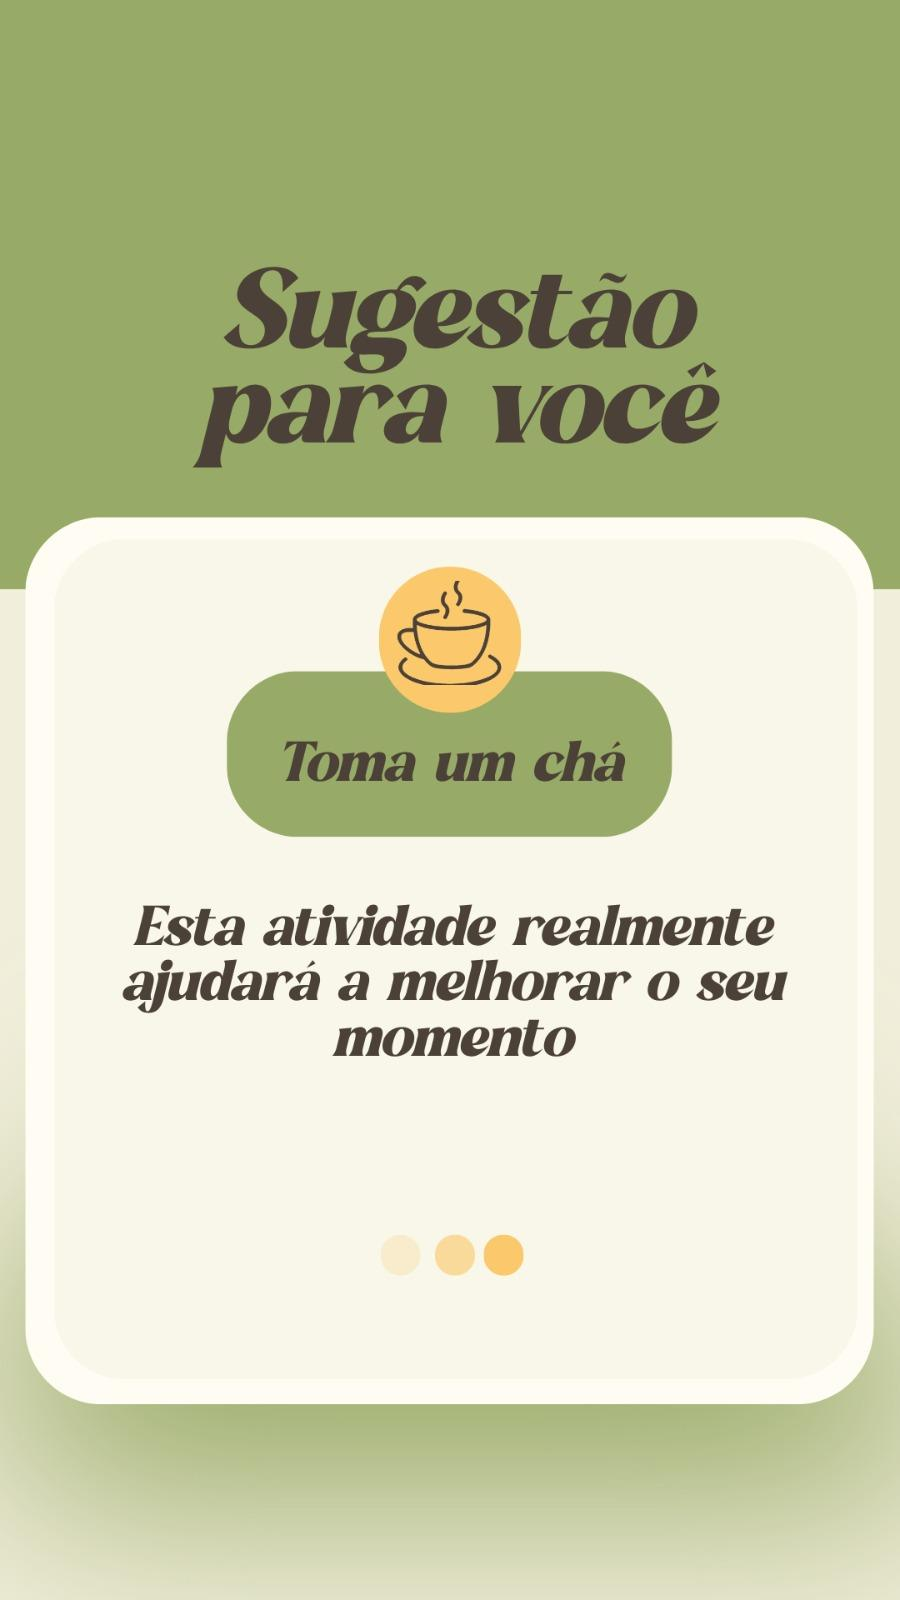 Sugestão
para você
Toma um chá
Esta atividade realmente
ajudará a melhorar o seu
momento